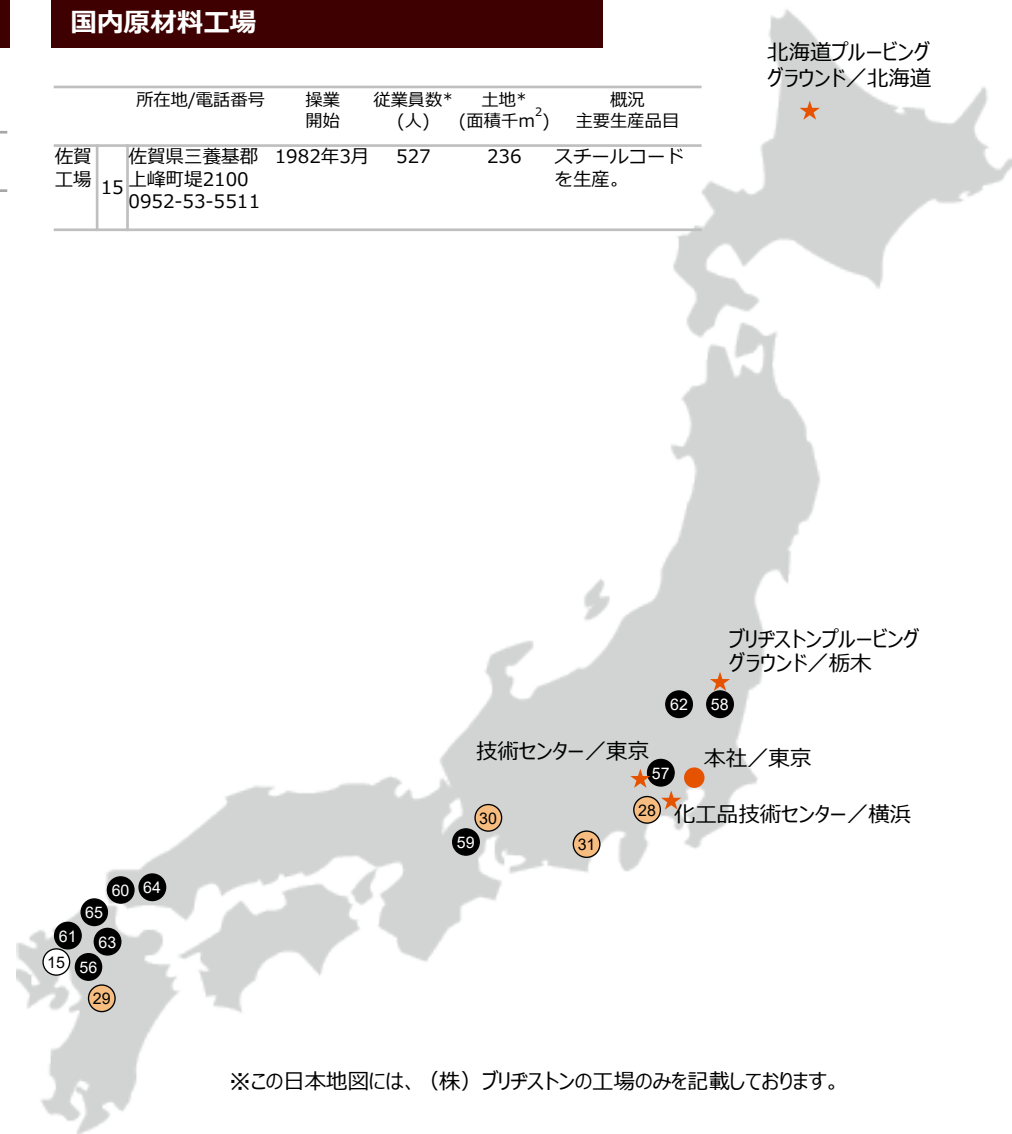 国内原材料工場
所在地/電話番号 操業開始 従業員数*(人) 土地*(面積千m2) 概況 主要生産品目
佐賀工場 15 佐賀県三養基郡上峰町堤2100 0952-53-5511 1982年3月 527 236 スチールコードを生産。
北海道プルービング
グラウンド／北海道
ブリヂストンプルービング
グラウンド／栃木
62 58
技術センター／東京
57
本社／東京
28
化工品技術センター／横浜
30
59
31
60 64
65
61 63
15 56
29
※この日本地図には、（株）ブリヂストンの工場のみを記載しております。